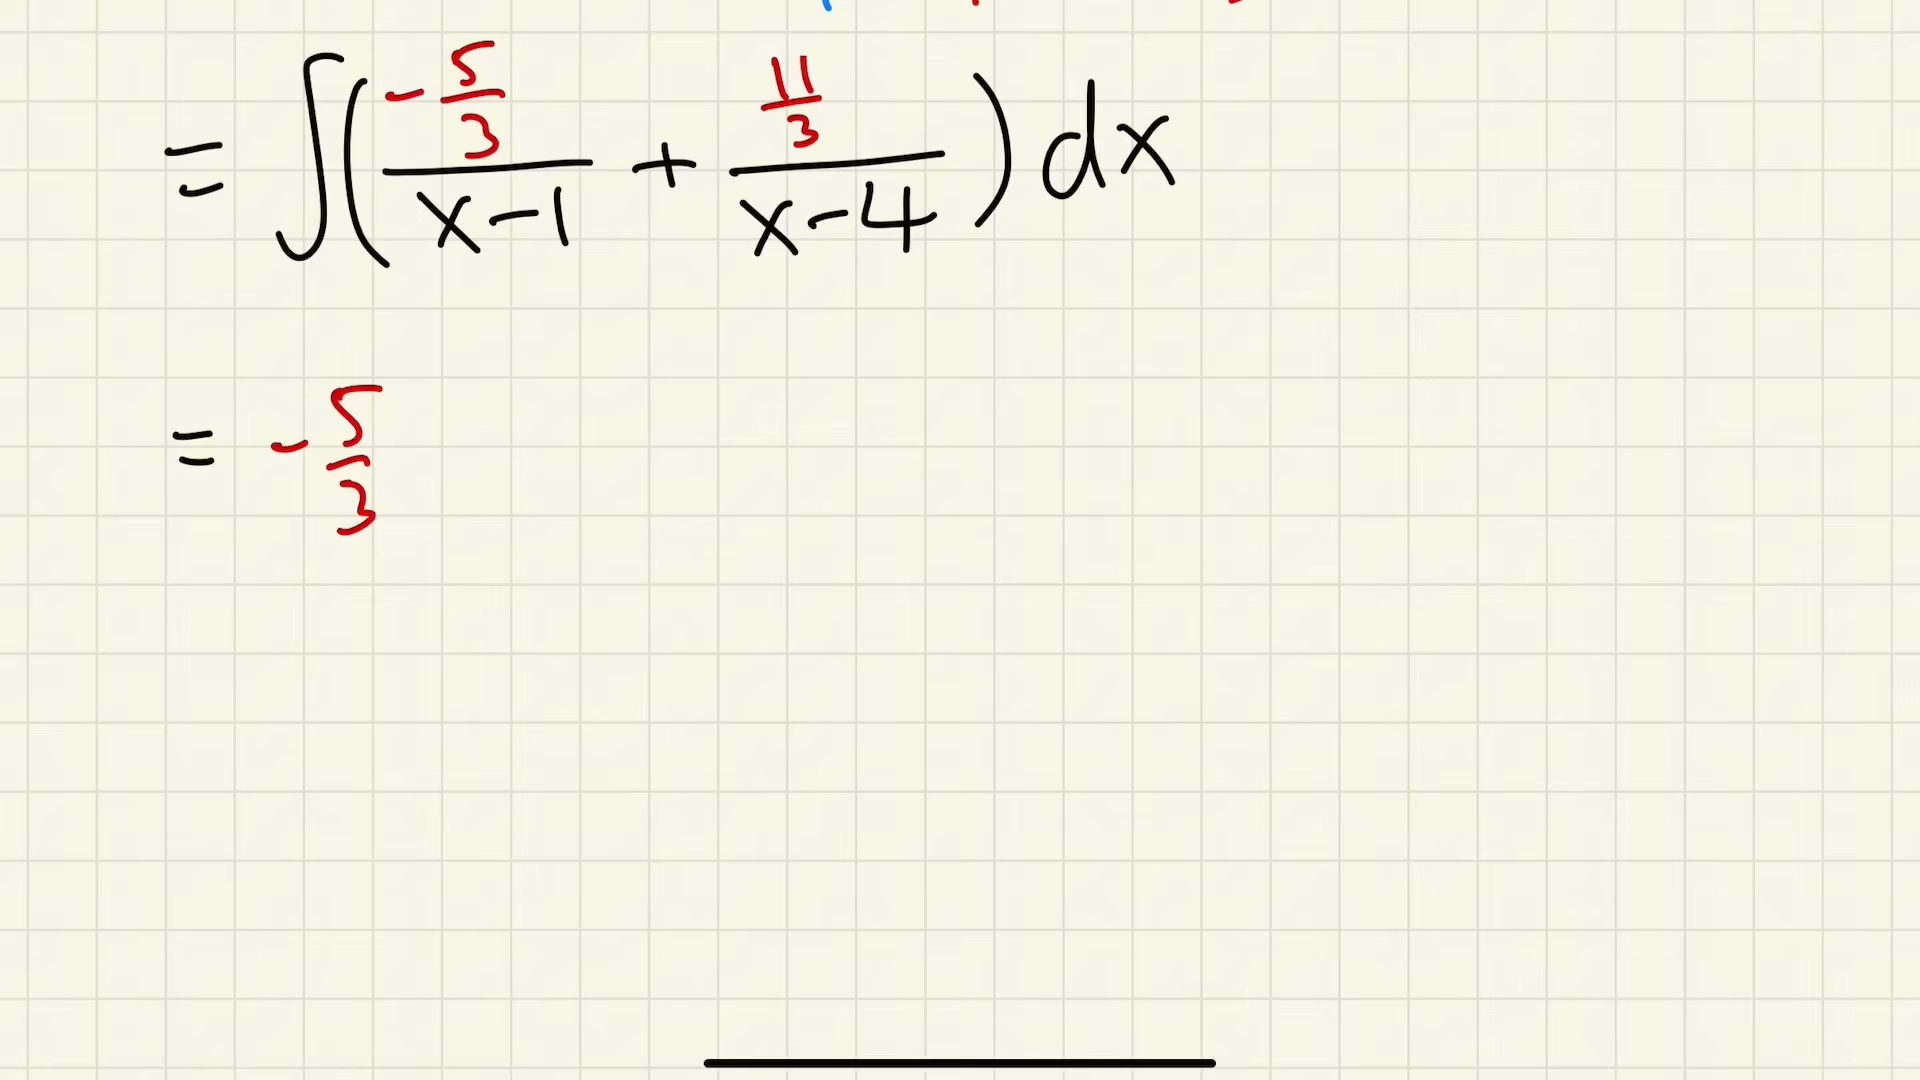 = ∫ ( (-5/3)/(x-1) + (11/3)/(x-4) ) dx
= -5/3